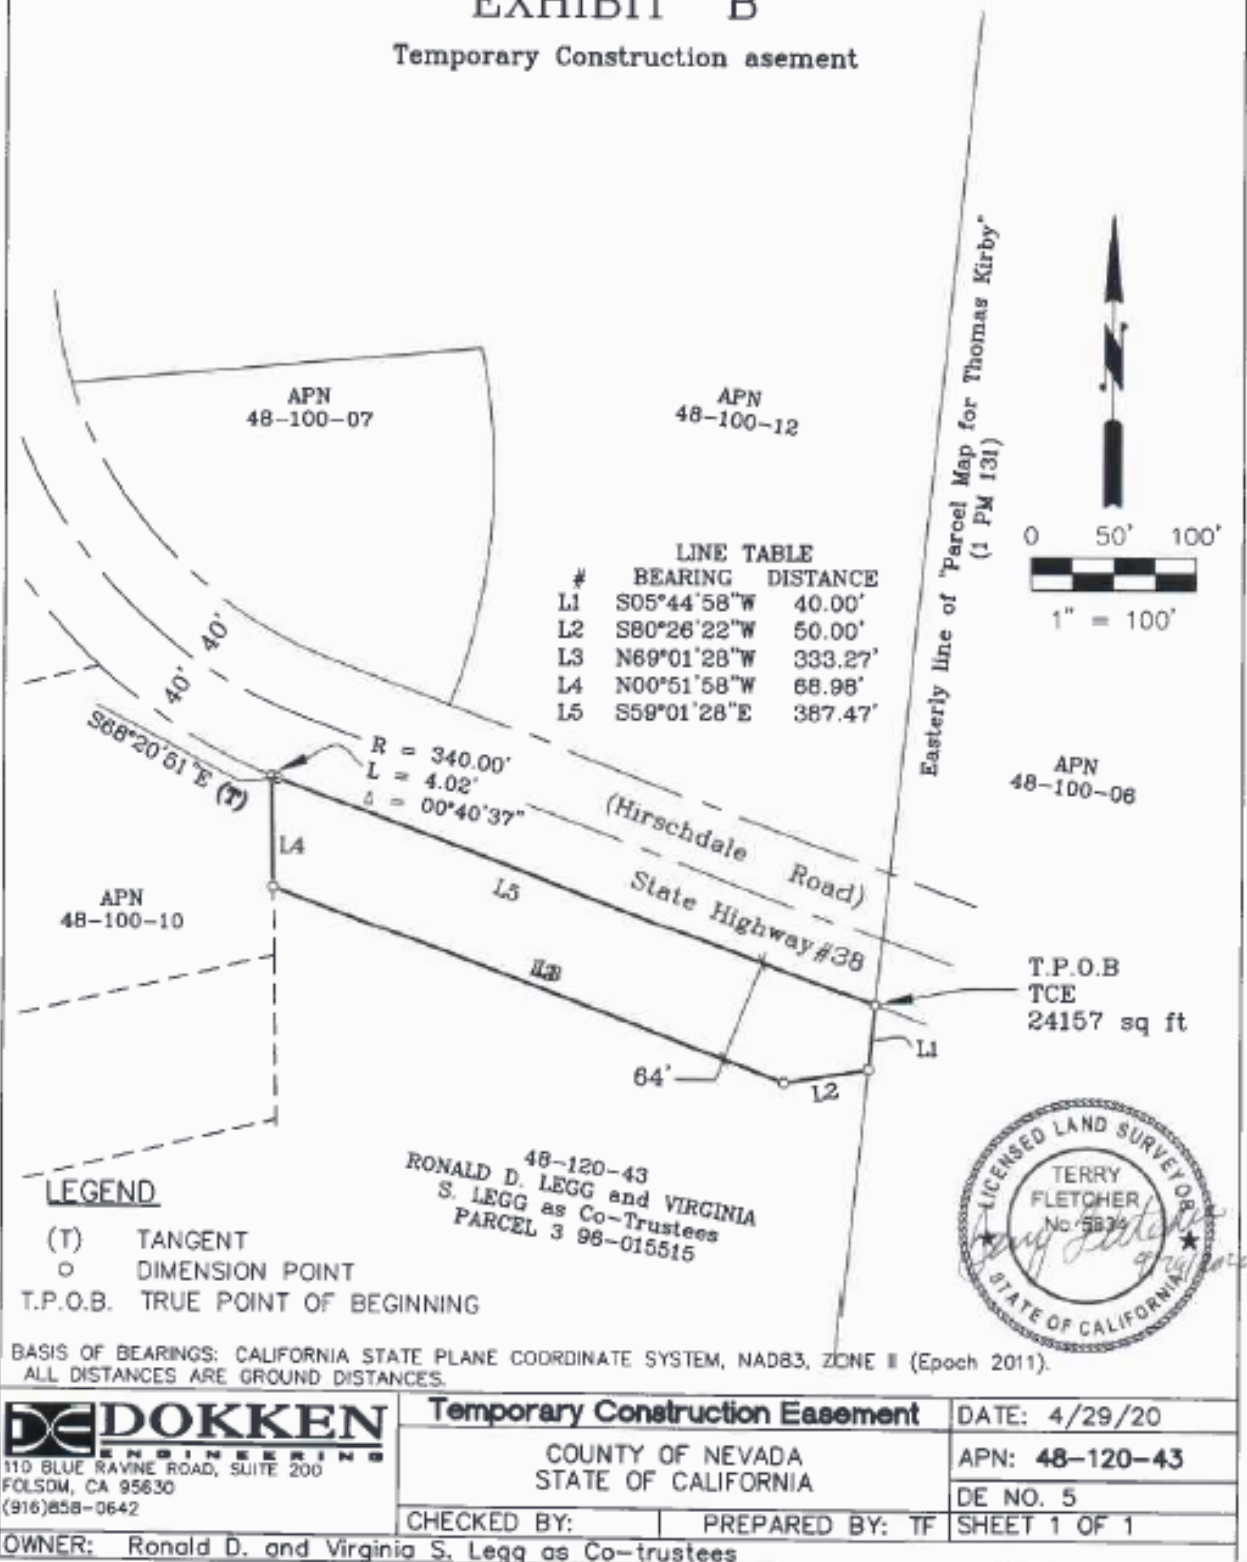 EXHIBIT B
Temporary Construction asement
Easterly line of "Parcel Map for Thomas Kirby"
(1 PM 131)
APN
48-100-07
APN
48-100-12
0 50' 100'
1" = 100'
LINE TABLE
# BEARING DISTANCE
L1 S05°44'58"W 40.00'
L2 S80°26'22"W 50.00'
L3 N69°01'28"W 333.27'
L4 N00°51'58"W 68.98'
L5 S59°01'28"E 387.47'
40'
40'
S68°20'51"E (T)
R = 340.00'
L = 4.02'
Δ = 00°40'37"
APN
48-100-06
(Hirschdale Road)
State Highway #38
L4
L5
APN
48-100-10
T.P.O.B
TCE
24157 sq ft
L1
64'
L2
48-120-43
RONALD D. LEGG and VIRGINIA
S. LEGG as Co-Trustees
PARCEL 3 96-015515
LICENSED LAND SURVEYOR
TERRY
FLETCHER
No. 5834
STATE OF CALIFORNIA
LEGEND
(T) TANGENT
o DIMENSION POINT
T.P.O.B. TRUE POINT OF BEGINNING
BASIS OF BEARINGS: CALIFORNIA STATE PLANE COORDINATE SYSTEM, NAD83, ZONE II (Epoch 2011).
ALL DISTANCES ARE GROUND DISTANCES.
DOKKEN
ENGINEERING
110 BLUE RAVINE ROAD, SUITE 200
FOLSOM, CA 95630
(916)858-0642
Temporary Construction Easement
COUNTY OF NEVADA
STATE OF CALIFORNIA
CHECKED BY: PREPARED BY: TF
DATE: 4/29/20
APN: 48-120-43
DE NO. 5
SHEET 1 OF 1
OWNER: Ronald D. and Virginia S. Legg as Co-trustees